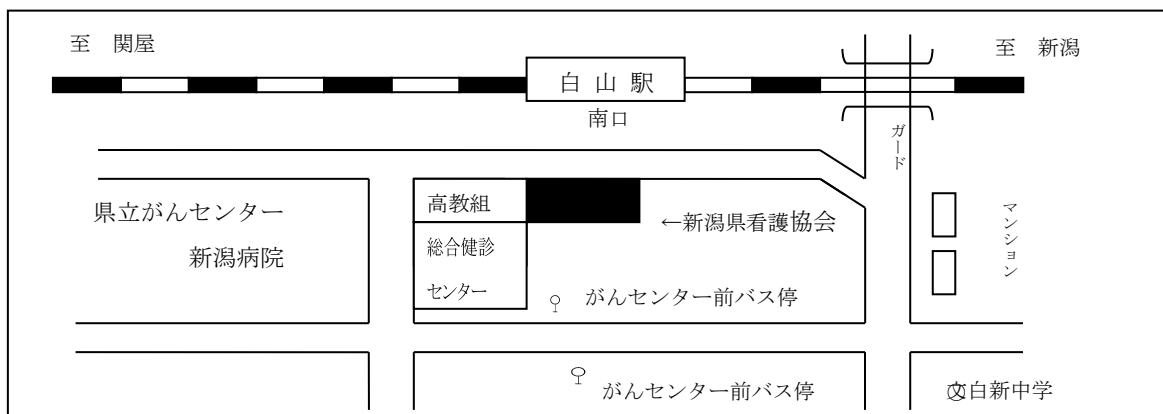 至　関屋
至　新潟
白 山 駅
南口
ガード
県立がんセンター
新潟病院
高教組
←新潟県看護協会
総合健診
センター
マンション
がんセンター前バス停
がんセンター前バス停
文白新中学